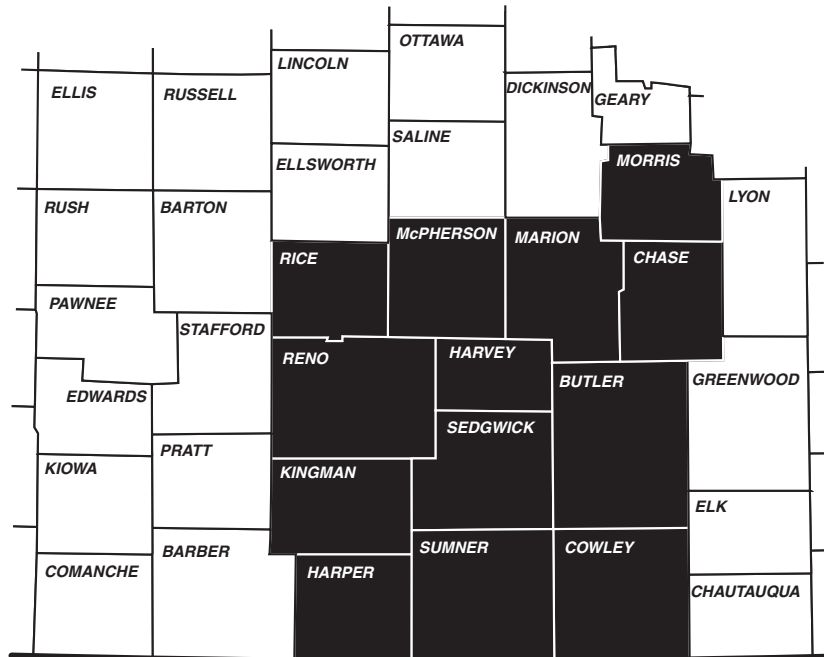 OTTAWA
LINCOLN
ELLIS
RUSSELL
DICKINSON
GEARY
SALINE
ELLSWORTH
MORRIS
LYON
RUSH
BARTON
McPHERSON
MARION
RICE
CHASE
PAWNEE
STAFFORD
RENO
HARVEY
BUTLER
GREENWOOD
EDWARDS
SEDGWICK
KIOWA
PRATT
KINGMAN
ELK
BARBER
SUMNER
COWLEY
COMANCHE
HARPER
CHAUTAUQUA